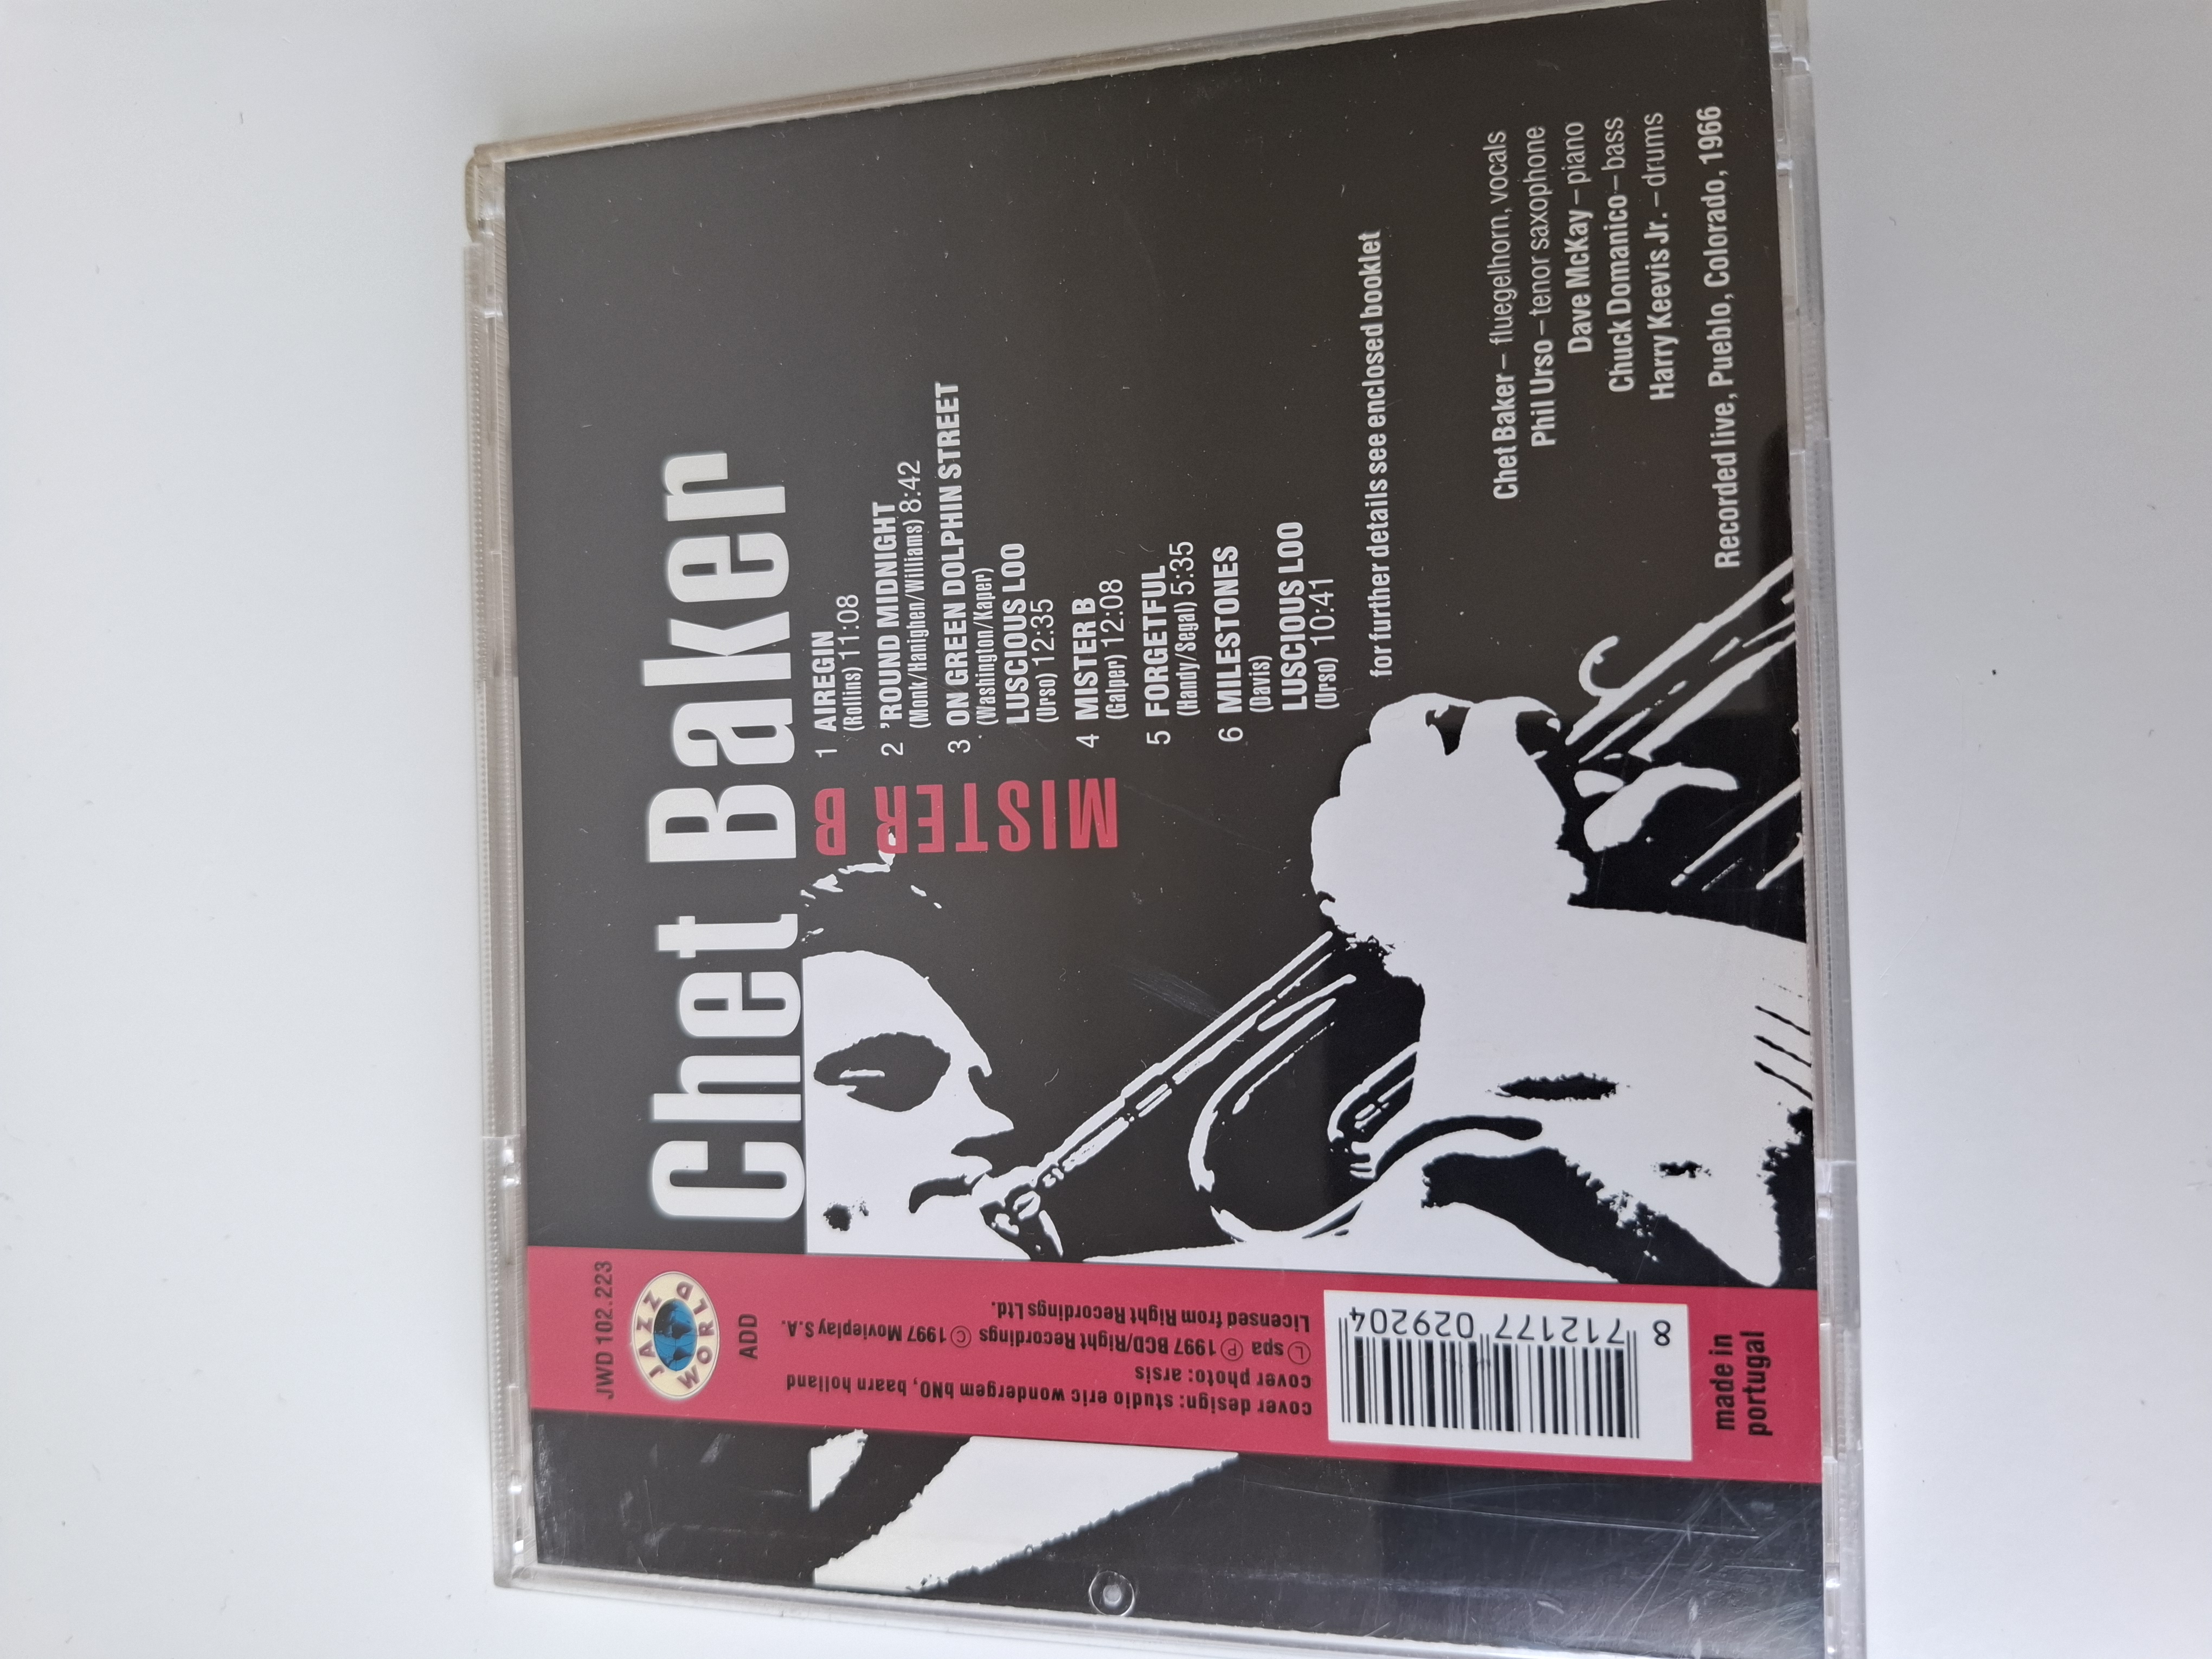 Chet Baker
MISTER B
1 AIREGIN
(Rollins) 11:08
2 'ROUND MIDNIGHT
(Monk/Hanighen/Williams) 8:42
3 ON GREEN DOLPHIN STREET
(Washington/Kaper)
LUSCIOUS LOO
(Urso) 12:35
4 MISTER B
(Galper) 12:08
5 FORGETFUL
(Handy/Segal) 5:35
6 MILESTONES
(Davis)
LUSCIOUS LOO
(Urso) 10:41
for further details see enclosed booklet
Chet Baker – fluegelhorn, vocals
Phil Urso – tenor saxophone
Dave McKay – piano
Chuck Domanico – bass
Harry Keevis Jr. – drums
Recorded live, Pueblo, Colorado, 1966
JWD 102.223
JAZZ WORLD
ADD
cover design: studio eric wondergem bNO, baarn holland
cover photo: arsis
Ⓛ spa Ⓟ 1997 BCD/Right Recordings © 1997 Movieplay S.A.
Licensed from Right Recordings Ltd.
8 712177 029204
made in
portugal